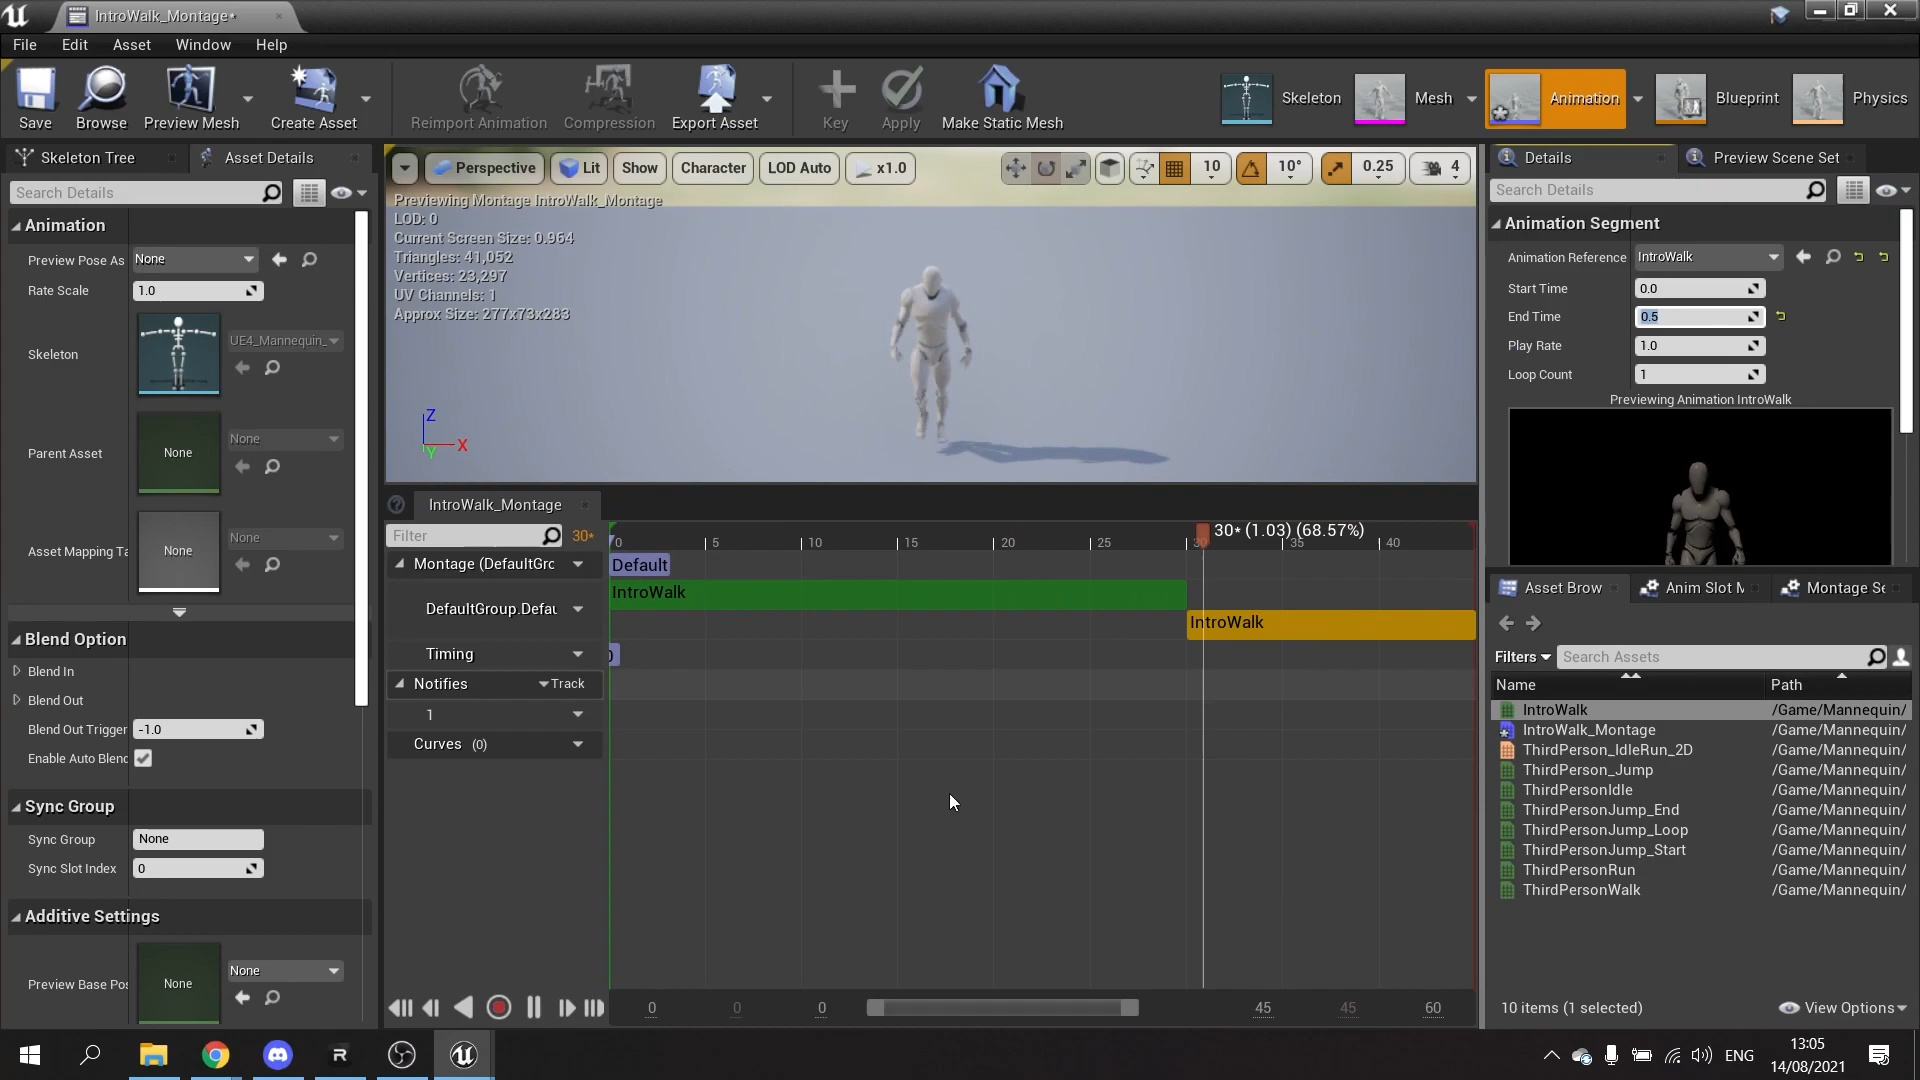 IntroWalk_Montage*
File Edit Asset Window Help
Save Browse Preview Mesh Create Asset Reimport Animation Compression Export Asset Key Apply Make Static Mesh Skeleton Mesh Animation Blueprint Physics
Skeleton Tree Asset Details
Search Details
Animation
Preview Pose As None
Rate Scale 1.0
Skeleton UE4_Mannequin_
Parent Asset None None
Asset Mapping Ta None None
Blend Option
Blend In
Blend Out
Blend Out Trigger -1.0
Enable Auto Blend
Sync Group
Sync Group None
Sync Slot Index 0
Additive Settings
Preview Base Pos None None
Perspective Lit Show Character LOD Auto x1.0 10 10° 0.25 4
Previewing Montage IntroWalk_Montage
LOD: 0
Current Screen Size: 0.964
Triangles: 41,052
Vertices: 23,297
UV Channels: 1
Approx Size: 277x73x283
Z
X
Y
IntroWalk_Montage
Filter 30*
30* (1.03) (68.57%)
0 5 10 15 20 25 30 35 40
Montage (DefaultGrc Default
IntroWalk
DefaultGroup.Defau
IntroWalk
Timing
Notifies Track
1
Curves (0)
0 0 0 45 45 60
Details Preview Scene Set
Search Details
Animation Segment
Animation Reference IntroWalk
Start Time 0.0
End Time 0.5
Play Rate 1.0
Loop Count 1
Previewing Animation IntroWalk
Asset Brow Anim Slot M Montage Se
Filters Search Assets
Name Path
IntroWalk /Game/Mannequin/
IntroWalk_Montage /Game/Mannequin/
ThirdPerson_IdleRun_2D /Game/Mannequin/
ThirdPerson_Jump /Game/Mannequin/
ThirdPersonIdle /Game/Mannequin/
ThirdPersonJump_End /Game/Mannequin/
ThirdPersonJump_Loop /Game/Mannequin/
ThirdPersonJump_Start /Game/Mannequin/
ThirdPersonRun /Game/Mannequin/
ThirdPersonWalk /Game/Mannequin/
10 items (1 selected) View Options
R
ENG
13:05
14/08/2021